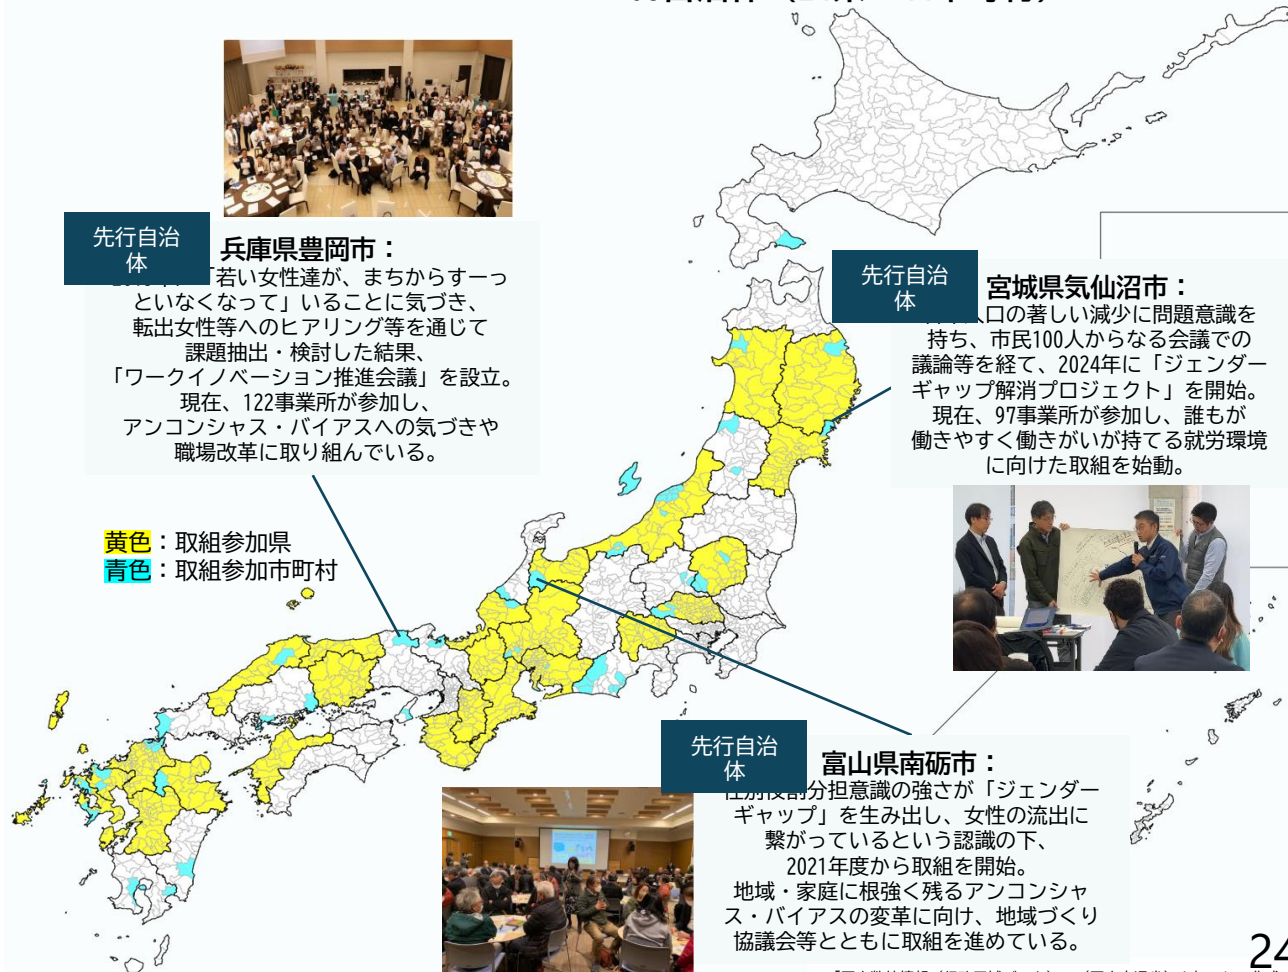 先行自治
体
兵庫県豊岡市：
「若い女性達が、まちからすーっ
といなくなって」いることに気づき、
転出女性等へのヒアリング等を通じて
課題抽出・検討した結果、
「ワークイノベーション推進会議」を設立。
現在、122事業所が参加し、
アンコンシャス・バイアスへの気づきや
職場改革に取り組んでいる。
先行自治
体
宮城県気仙沼市：
人口の著しい減少に問題意識を
持ち、市民100人からなる会議での
議論等を経て、2024年に「ジェンダー
ギャップ解消プロジェクト」を開始。
現在、97事業所が参加し、誰もが
働きやすく働きがいが持てる就労環境
に向けた取組を始動。
黄色：取組参加県
青色：取組参加市町村
先行自治
体
富山県南砺市：
性別役割分担意識の強さが「ジェンダー
ギャップ」を生み出し、女性の流出に
繋がっているという認識の下、
2021年度から取組を開始。
地域・家庭に根強く残るアンコンシャ
ス・バイアスの変革に向け、地域づくり
協議会等とともに取組を進めている。
24